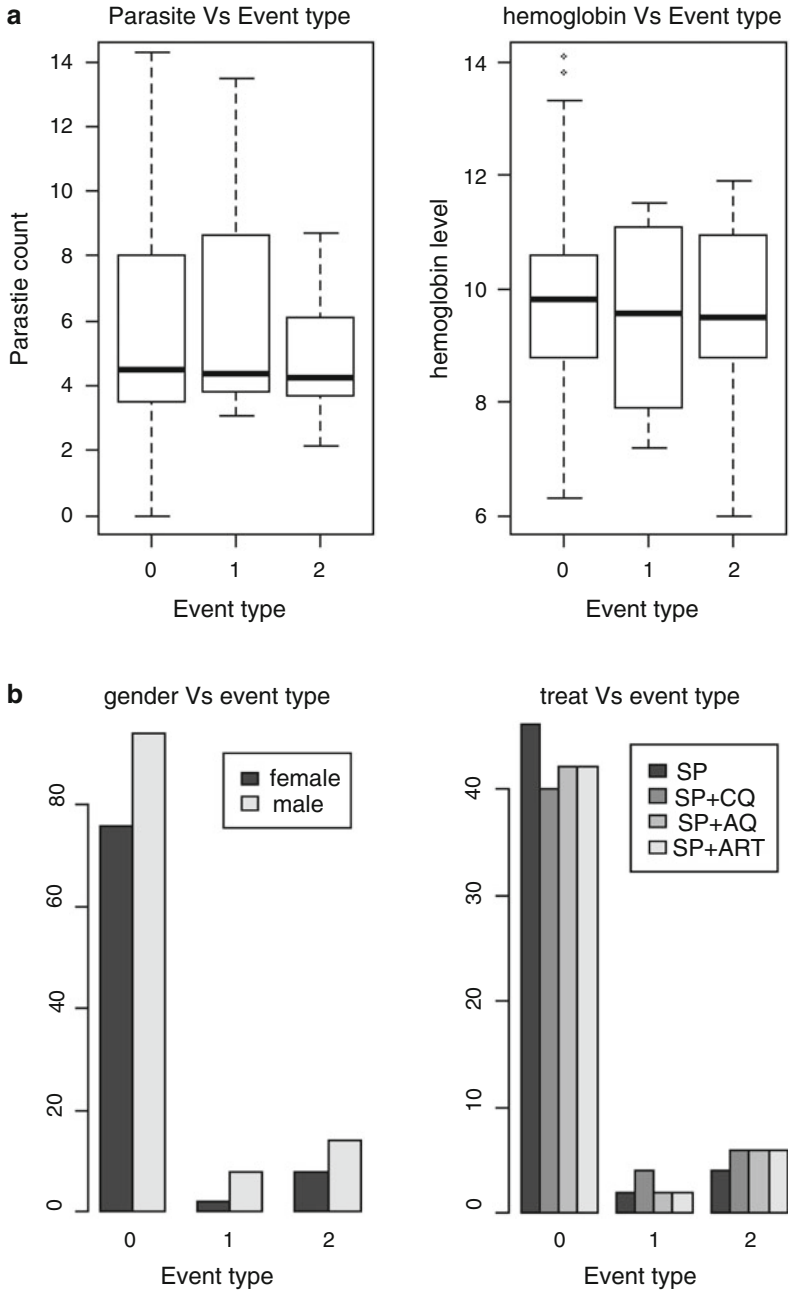 a
Parasite Vs Event type
Parastie count
14
12
10
8
6
4
2
0
0 1 2
Event type
hemoglobin Vs Event type
hemoglobin level
14
12
10
8
6
0 1 2
Event type
b
gender Vs event type
female
male
80
60
40
20
0
0 1 2
Event type
treat Vs event type
SP
SP+CQ
SP+AQ
SP+ART
40
30
20
10
0
0 1 2
Event type